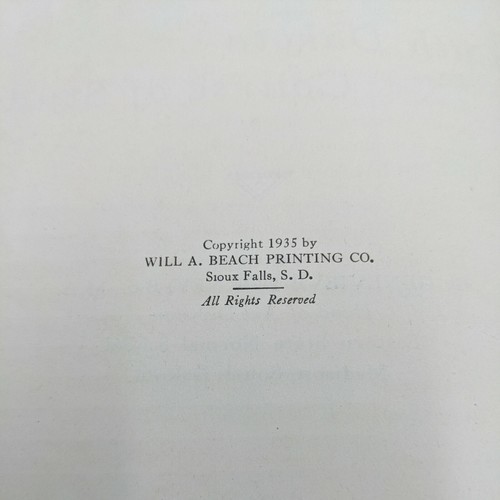 Copyright 1935 by
WILL A. BEACH PRINTING CO.
Sioux Falls, S. D.
All Rights Reserved